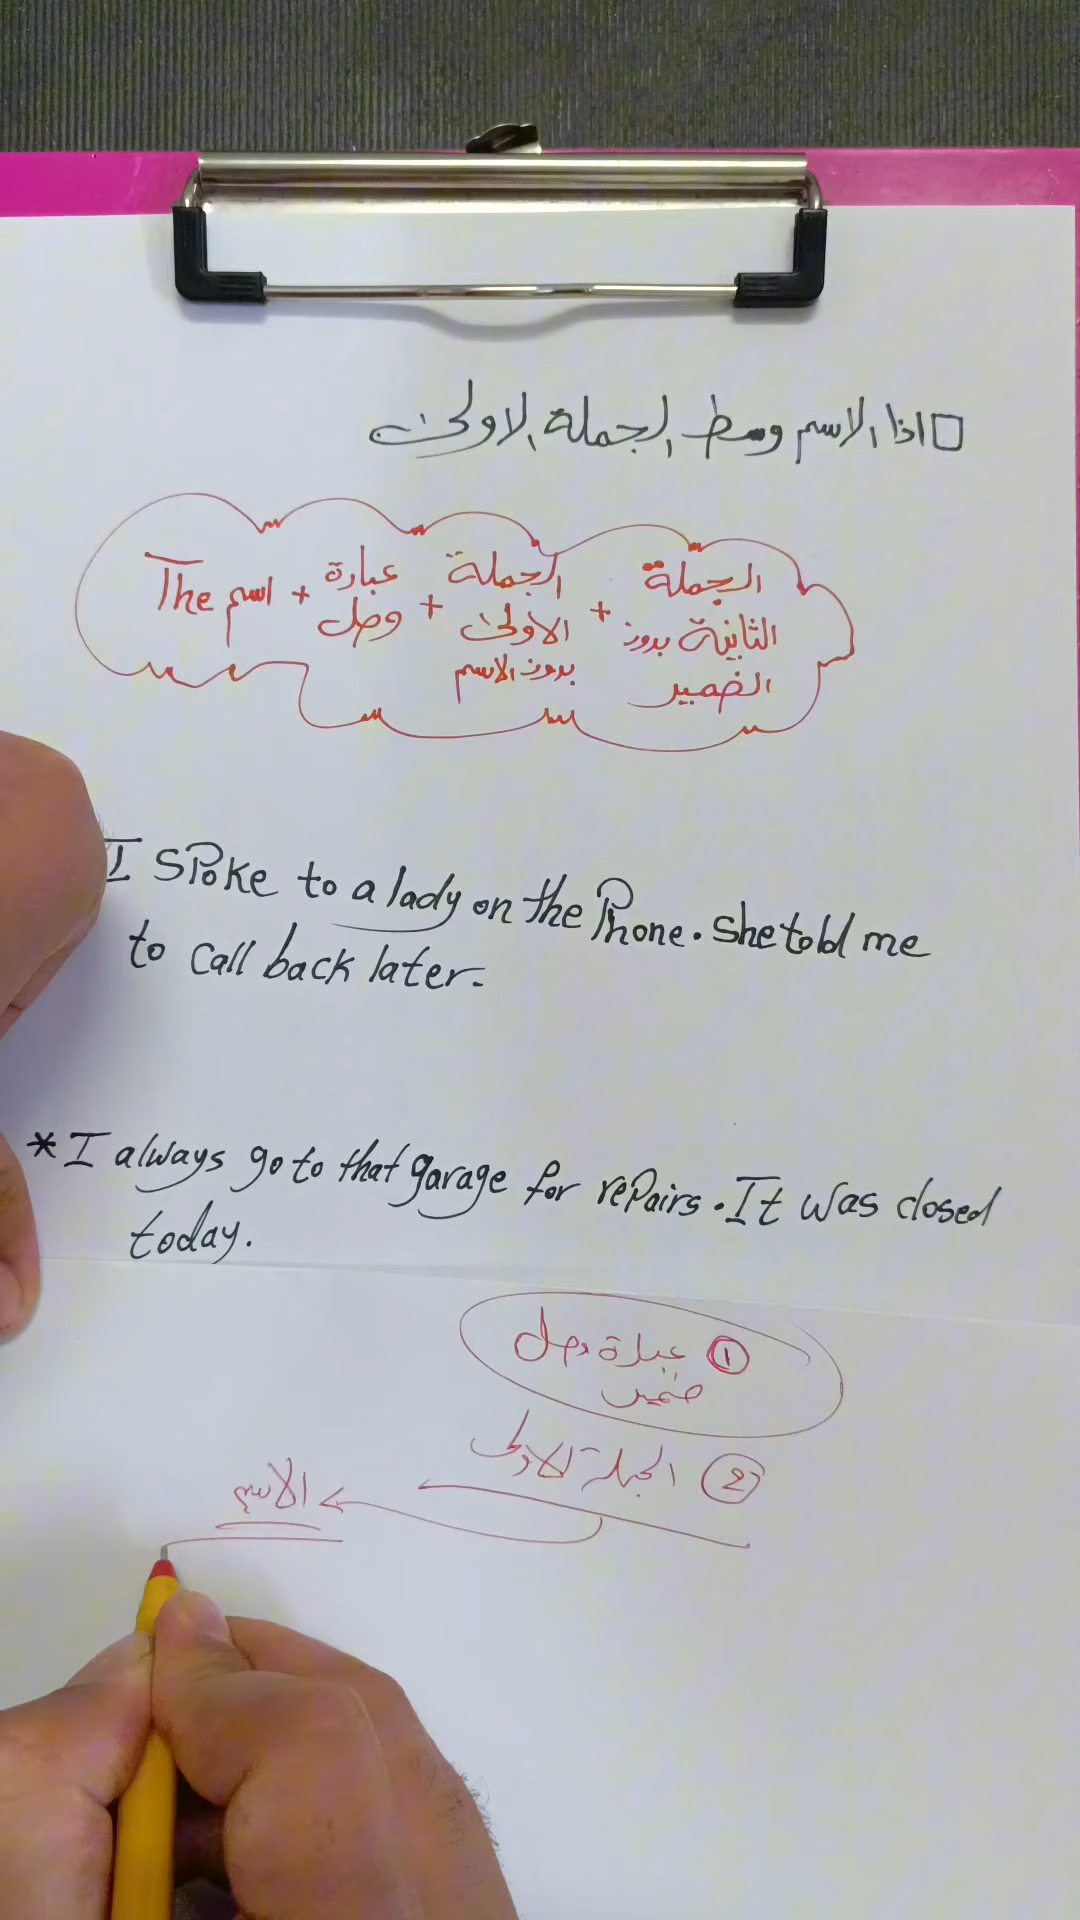 اذا الاسم وسط الجملة الاولى
The اسم + عبارة وصل + الجملة الأولى بدون الاسم + الجملة الثانية بدون الضمير
I spoke to a lady on the Phone. she told me
to call back later.
* I always go to that garage for repairs. It was closed
today.
① عبارة وصل
ضمير
② الجملة الاولى
الاسم